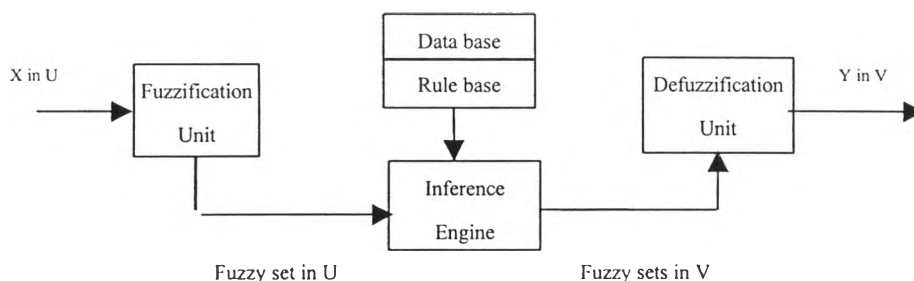 X in U
Fuzzification
Unit
Data base
Rule base
Inference
Engine
Defuzzification
Unit
Y in V
Fuzzy set in U
Fuzzy sets in V